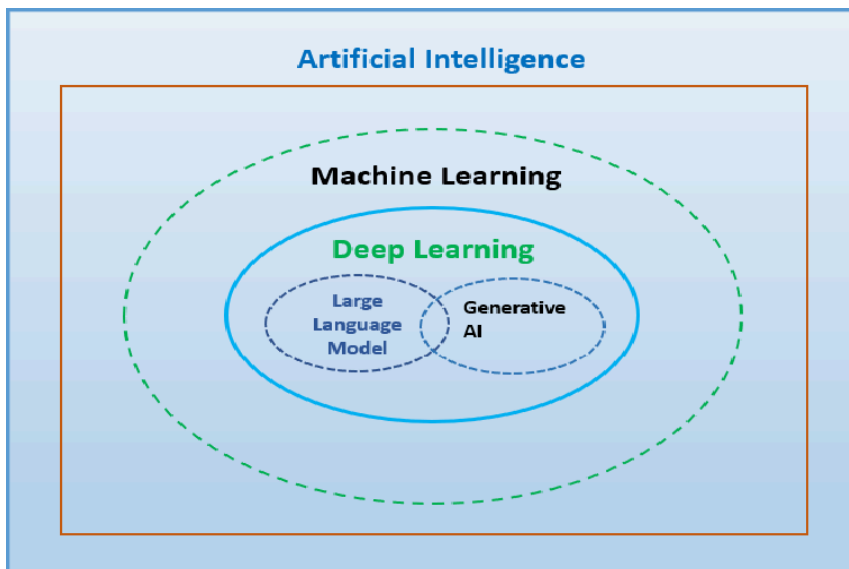 Artificial Intelligence
Machine Learning
Deep Learning
Large
Language
Model
Generative
AI